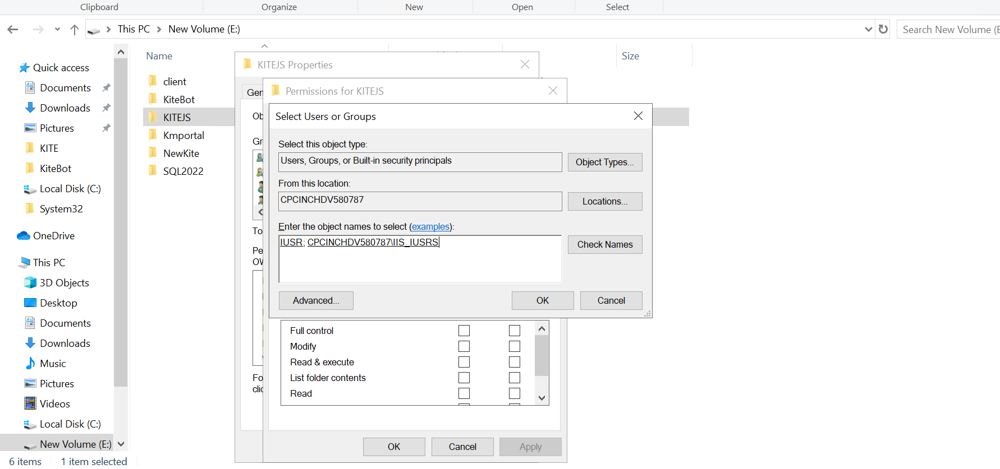 Clipboard
Organize
New
Open
Select
This PC
New Volume (E:)
Search New Volume (E
Name
Size
Quick access
Documents
Downloads
Pictures
KITE
KiteBot
Local Disk (C:)
System32
OneDrive
This PC
3D Objects
Desktop
Documents
Downloads
Music
Pictures
Videos
Local Disk (C:)
New Volume (E:)
6 items
1 item selected
client
KiteBot
KITEJS
Kmportal
NewKite
SQL2022
KITEJS Properties
Gen
Ob
Gr
To
Pe
OW
Fo
clic
Permissions for KITEJS
Select Users or Groups
Select this object type:
Users, Groups, or Built-in security principals
Object Types...
From this location:
CPCINCHDV580787
Locations...
Enter the object names to select (examples):
IUSR; CPCINCHDV580787\IIS_IUSRS
Check Names
Advanced...
OK
Cancel
Full control
Modify
Read & execute
List folder contents
Read
OK
Cancel
Apply